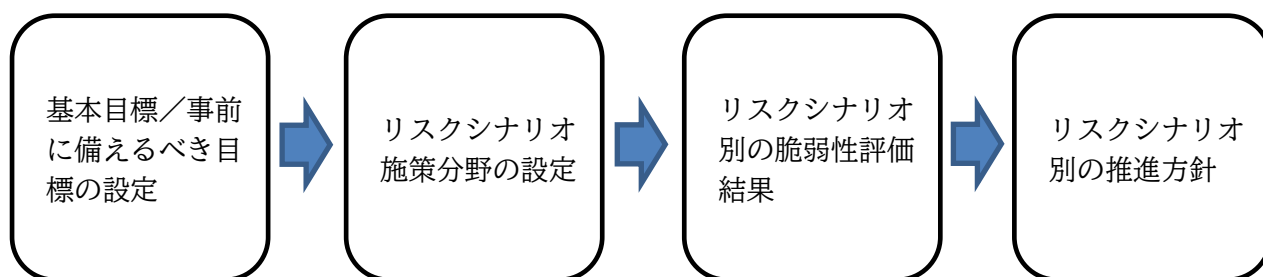 基本目標／事前
に備えるべき目
標の設定
リスクシナリオ
施策分野の設定
リスクシナリオ
別の脆弱性評価
結果
リスクシナリオ
別の推進方針